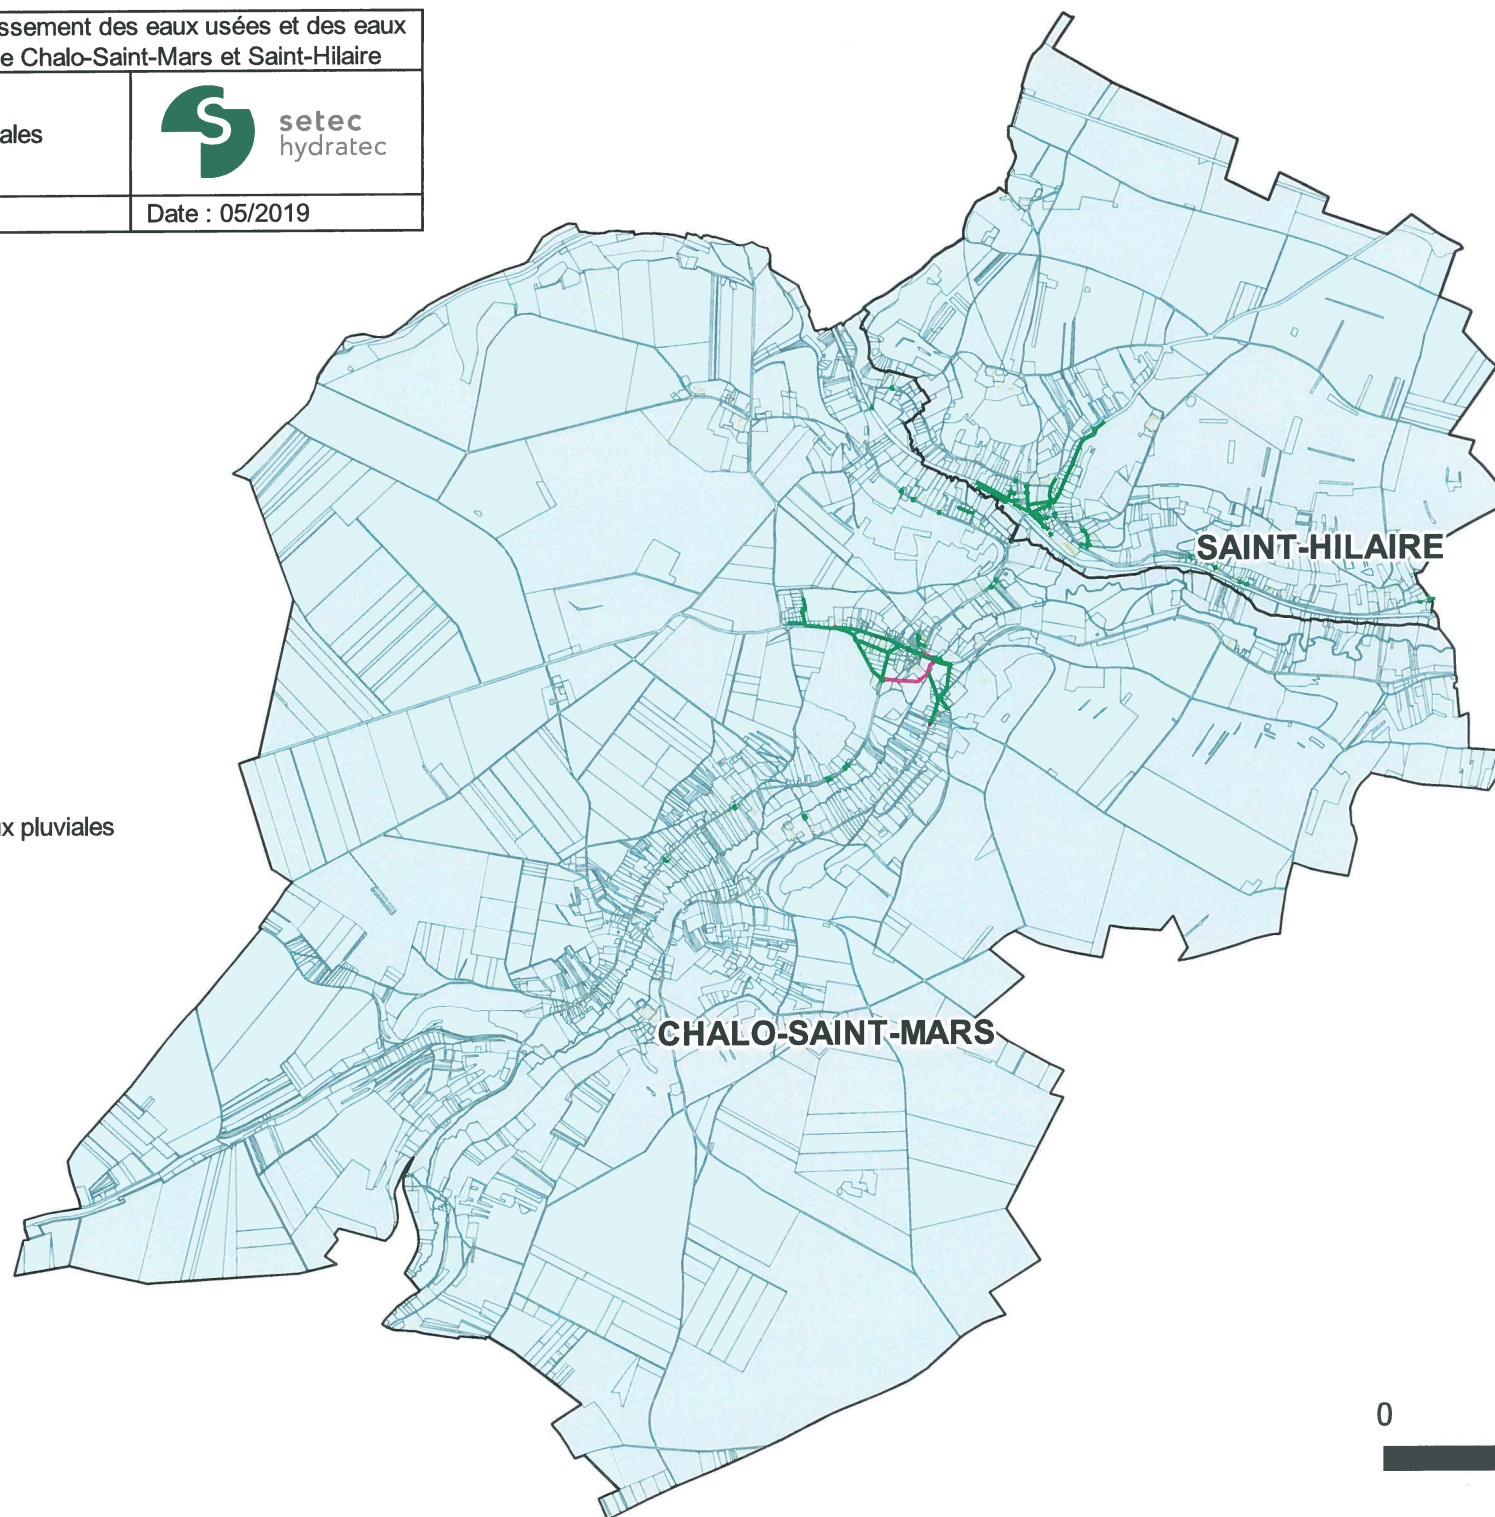 ssement des eaux usées et des eaux
e Chalo-Saint-Mars et Saint-Hilaire
ales
setec
hydratec
Date : 05/2019
SAINT-HILAIRE
x pluviales
CHALO-SAINT-MARS
0